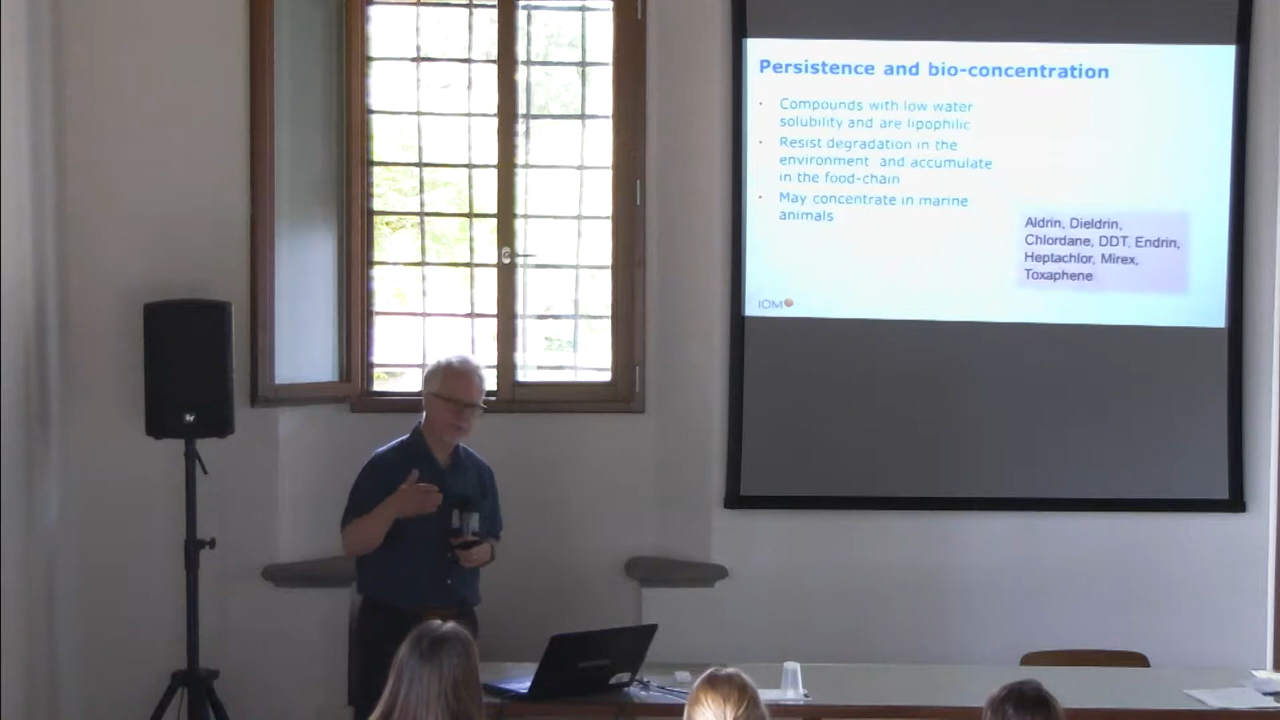 Persistence and bio-concentration
• Compounds with low water
solubility and are lipophilic
• Resist degradation in the
environment and accumulate
in the food-chain
• May concentrate in marine
animals
Aldrin, Dieldrin,
Chlordane, DDT, Endrin,
Heptachlor, Mirex,
Toxaphene
IOM